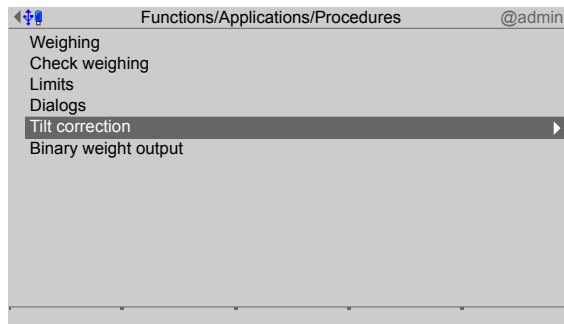 Functions/Applications/Procedures @admin
Weighing
Check weighing
Limits
Dialogs
Tilt correction
Binary weight output